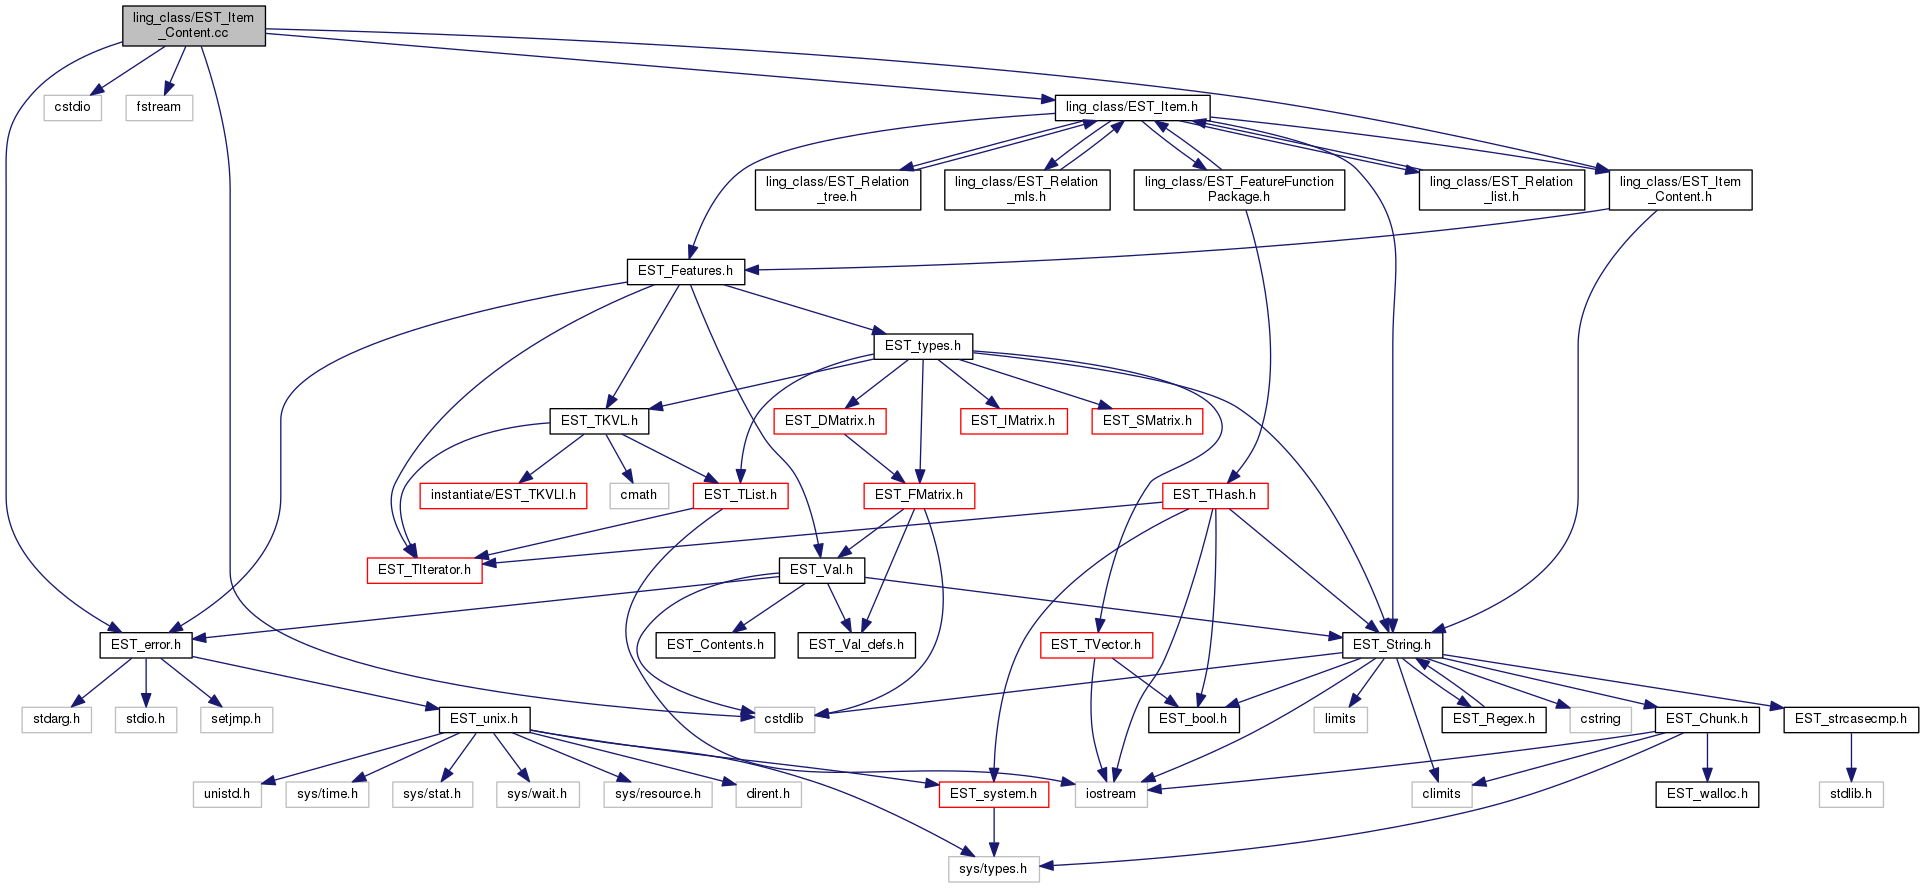 ling_class/EST_Item
_Content.cc
cstdio
fstream
ling_class/EST_Item.h
ling_class/EST_Relation
_tree.h
ling_class/EST_Relation
_mls.h
ling_class/EST_FeatureFunction
Package.h
ling_class/EST_Relation
_list.h
ling_class/EST_Item
_Content.h
EST_Features.h
EST_types.h
EST_TKVL.h
EST_DMatrix.h
EST_IMatrix.h
EST_SMatrix.h
instantiate/EST_TKVLI.h
cmath
EST_TList.h
EST_FMatrix.h
EST_THash.h
EST_TIterator.h
EST_Val.h
EST_error.h
EST_Contents.h
EST_Val_defs.h
EST_TVector.h
EST_String.h
stdarg.h
stdio.h
setjmp.h
EST_unix.h
cstdlib
EST_bool.h
limits
EST_Regex.h
cstring
EST_Chunk.h
EST_strcasecmp.h
unistd.h
sys/time.h
sys/stat.h
sys/wait.h
sys/resource.h
dirent.h
EST_system.h
iostream
climits
EST_walloc.h
stdlib.h
sys/types.h